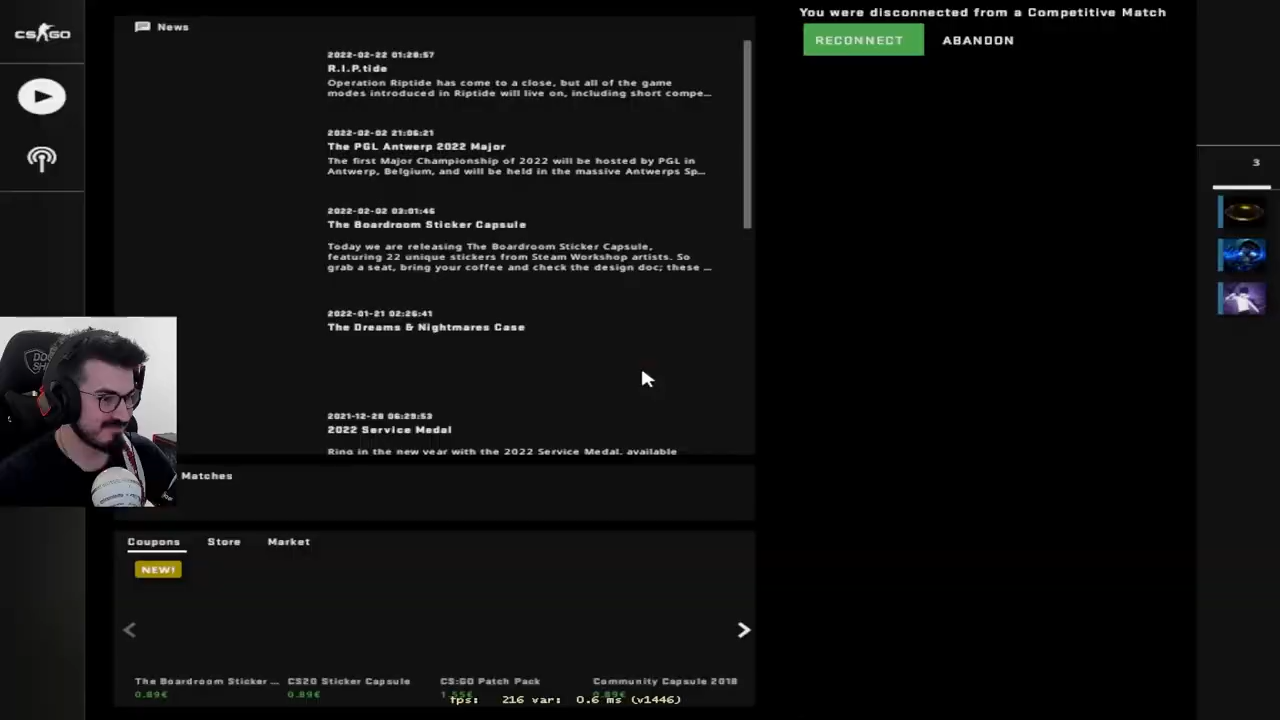 CS GO
News
You were disconnected from a Competitive Match
RECONNECT
ABANDON
2022-02-22 01:28:57
R.I.P.tide
Operation Riptide has come to a close, but all of the game
modes introduced in Riptide will live on, including short compe...
2022-02-02 21:06:21
The PGL Antwerp 2022 Major
The first Major Championship of 2022 will be hosted by PGL in
Antwerp, Belgium, and will be held in the massive Antwerps Sp...
2022-02-02 03:01:46
The Boardroom Sticker Capsule
Today we are releasing The Boardroom Sticker Capsule,
featuring 22 unique stickers from Steam Workshop artists. So
grab a seat, bring your coffee and check the design doc; these ...
2022-01-21 02:26:41
The Dreams & Nightmares Case
2021-12-28 06:29:53
2022 Service Medal
Ring in the new year with the 2022 Service Medal, available
3
Matches
Coupons
Store
Market
NEW!
The Boardroom Sticker ...
0.89€
CS20 Sticker Capsule
0.89€
CS:GO Patch Pack
Community Capsule 2018
0.89€
fps: 216 var: 0.6 ms (v1446)